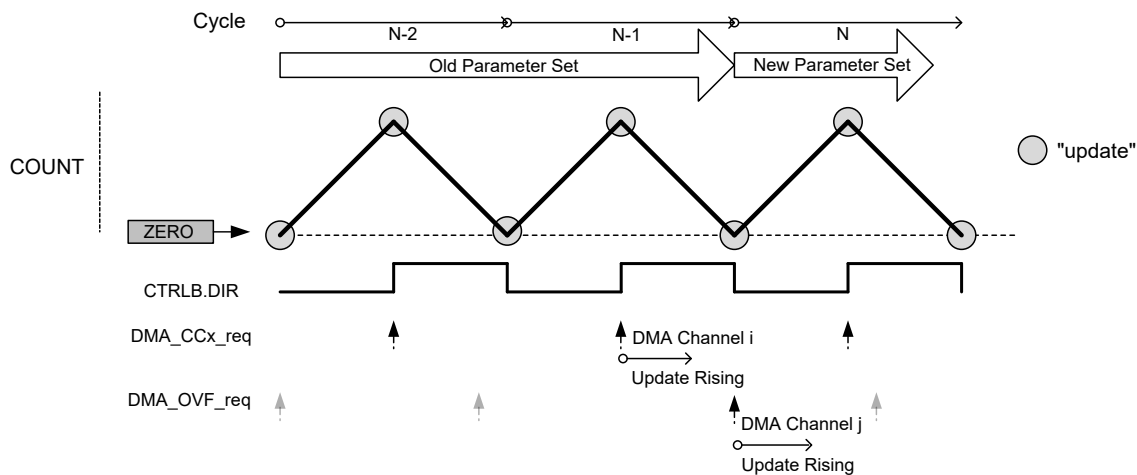 Cycle
N-2
N-1
N
Old Parameter Set
New Parameter Set
COUNT
"update"
ZERO
CTRLB.DIR
DMA_CCx_req
DMA Channel i
Update Rising
DMA_OVF_req
DMA Channel j
Update Rising